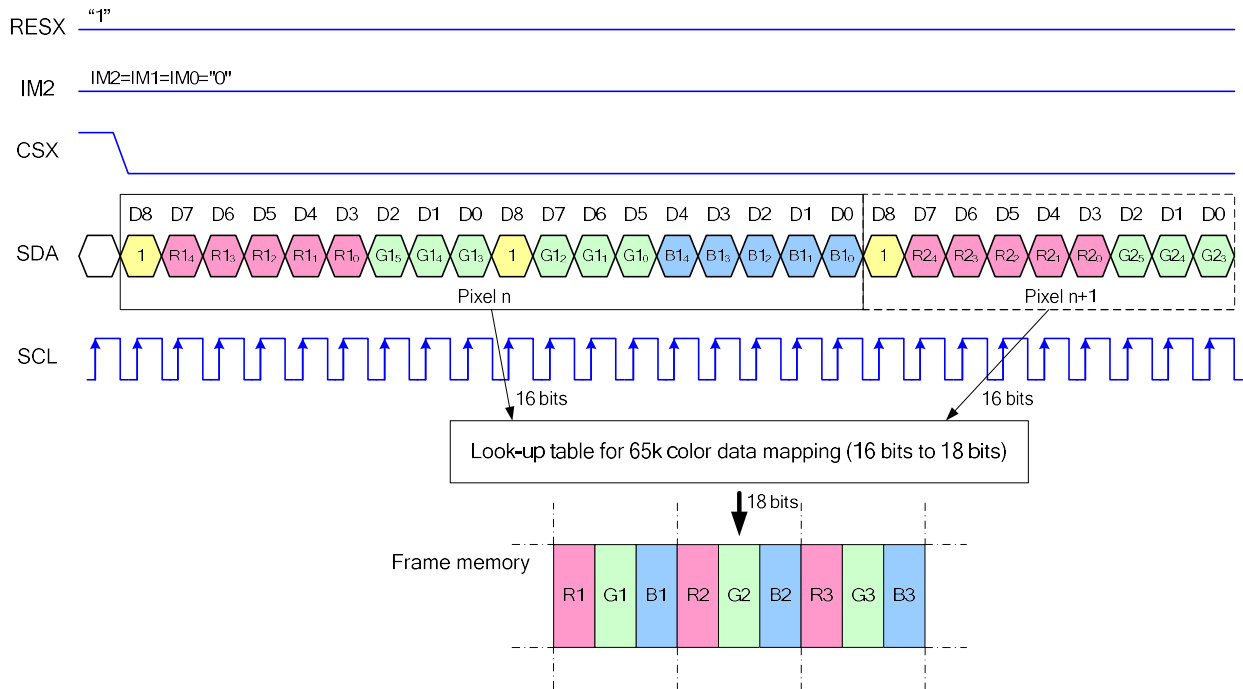 RESX "1"
IM2 IM2=IM1=IM0="0"
CSX
D8 D7 D6 D5 D4 D3 D2 D1 D0 D8 D7 D6 D5 D4 D3 D2 D1 D0 D8 D7 D6 D5 D4 D3 D2 D1 D0
SDA 1 R1₄ R1₃ R1₂ R1₁ R1₀ G1₅ G1₄ G1₃ 1 G1₂ G1₁ G1₀ B1₄ B1₃ B1₂ B1₁ B1₀ 1 R2₄ R2₃ R2₂ R2₁ R2₀ G2₅ G2₄ G2₃
Pixel n Pixel n+1
SCL
16 bits 16 bits
Look-up table for 65k color data mapping (16 bits to 18 bits)
18 bits
Frame memory
R1 G1 B1 R2 G2 B2 R3 G3 B3